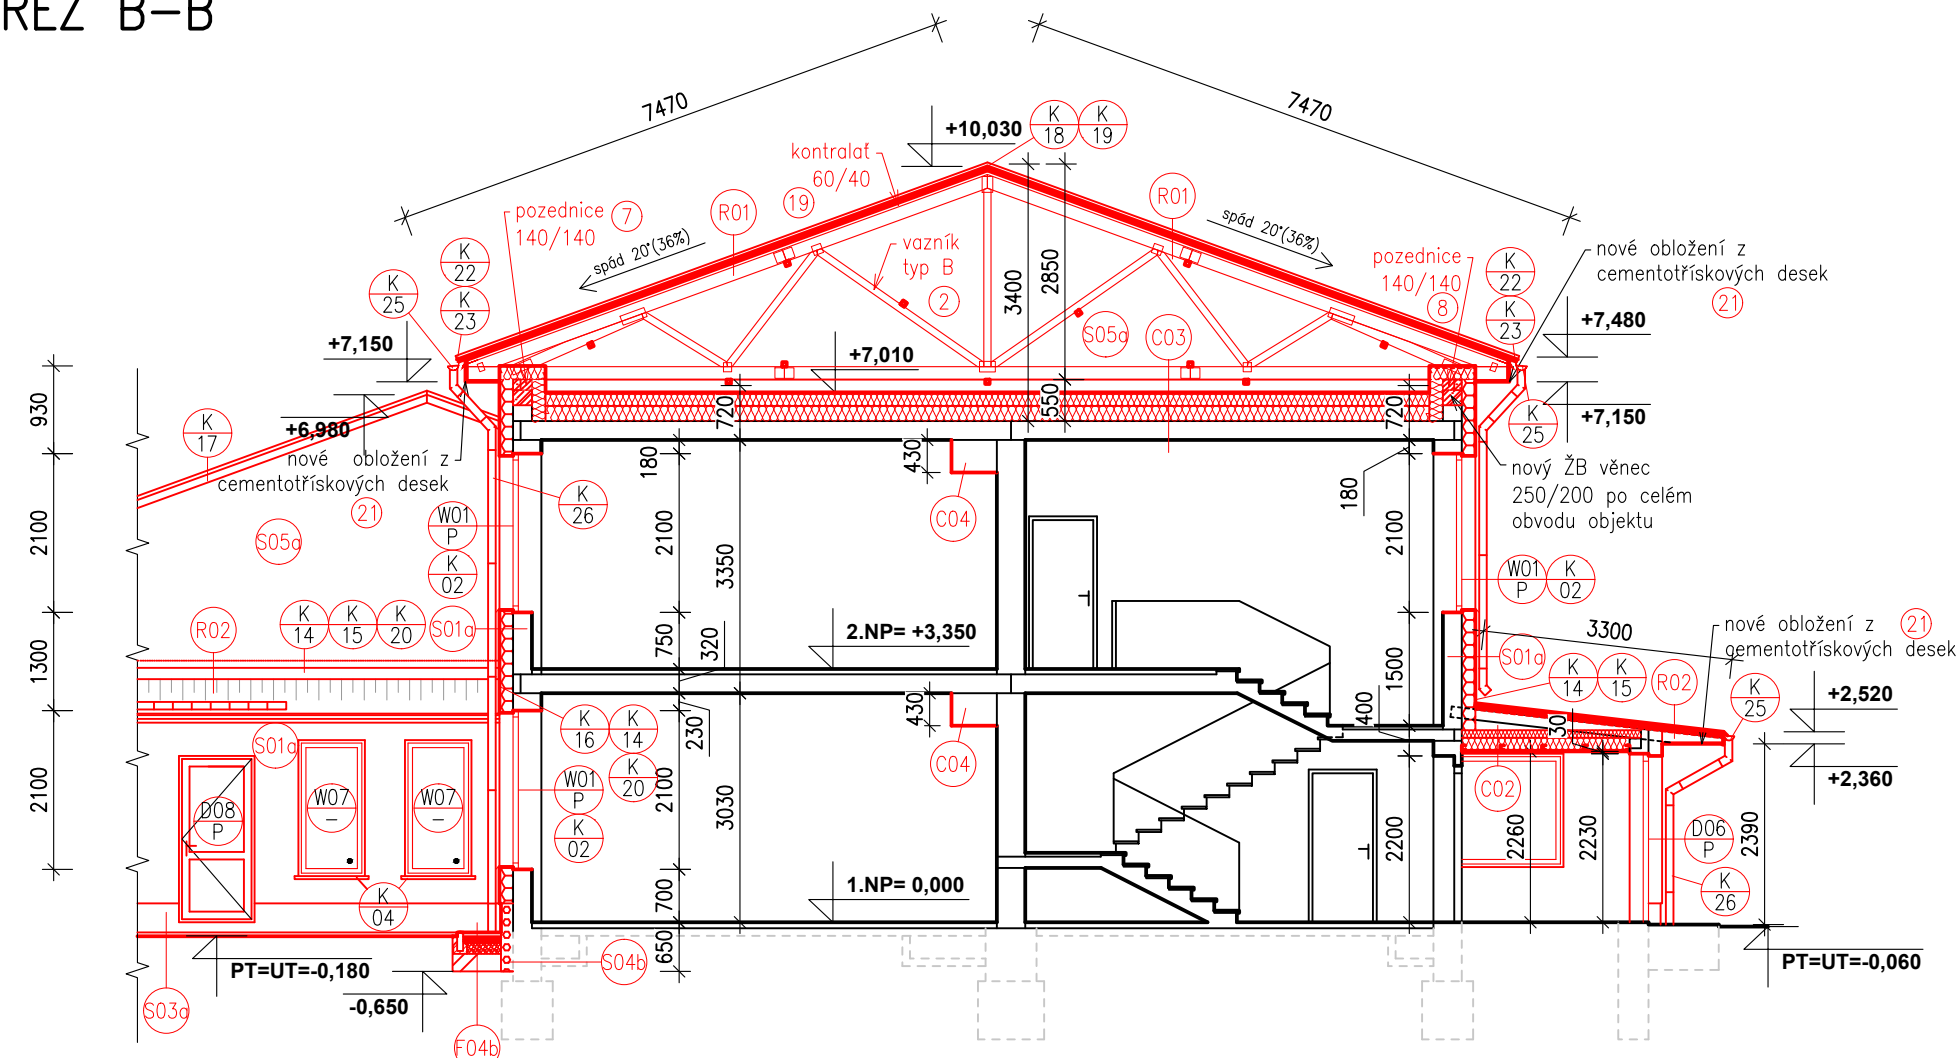 ŘEZ B–B
7470
7470
+10,030
K
18
K
19
kontralať
60/40
19
R01
R01
pozednice
140/140
7
spád 20°(36%)
spád 20°(36%)
vazník
typ B
2
3400
2850
pozednice
140/140
8
K
22
K
23
K
25
K
22
K
23
nové obložení z
cementotřískových desek
21
+7,480
+7,150
+7,010
S05a
C03
+7,150
K
25
930
2100
1300
2100
K
17
+6,980
nové obložení z
cementotřískových desek
21
S05a
720
550
720
180
430
180
C04
K
26
W01
P
K
02
2100
3350
2100
nový ŽB věnec
250/200 po celém
obvodu objektu
W01
P
K
02
R02
K
14
K
15
K
20
S01a
750
320
2.NP= +3,350
1500
S01a
3300
nové obložení z
cementotřískových desek
21
K
14
K
15
R02
K
25
+2,520
+2,360
230
430
400
30
C04
S01a
K
16
K
14
K
20
W01
P
K
02
2100
3030
D08
P
W07
–
W07
–
K
04
C02
2200
2260
2230
2390
D06
P
K
26
700
650
1.NP= 0,000
S04b
PT=UT=-0,180
-0,650
S03a
F04b
PT=UT=-0,060